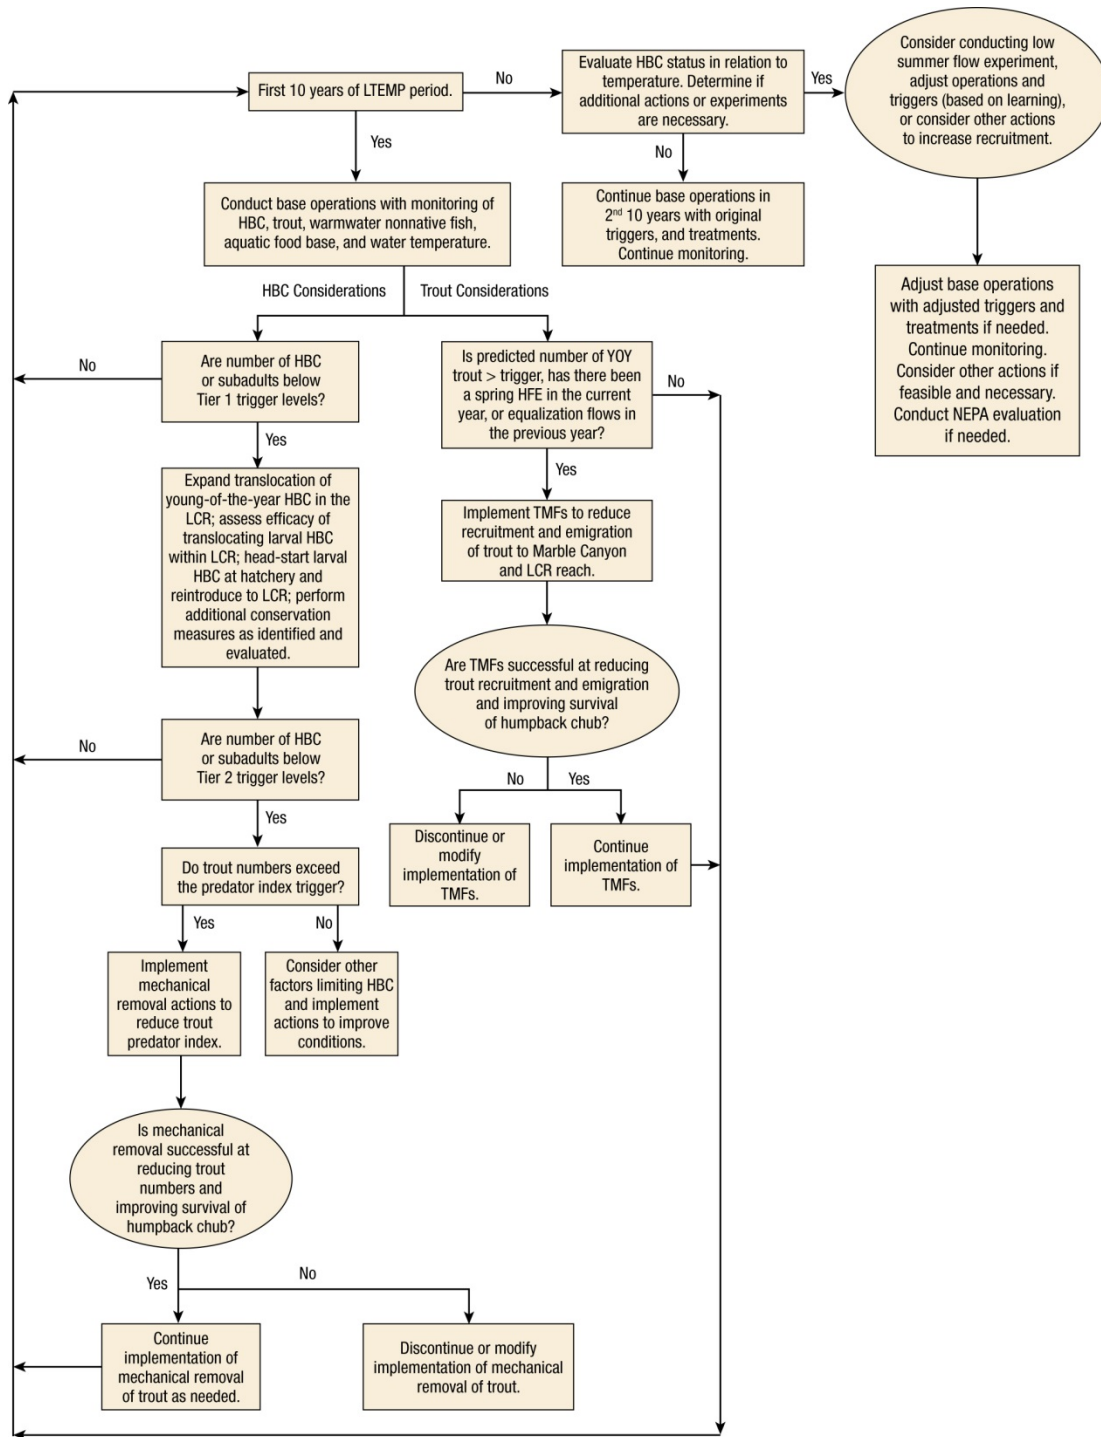 First 10 years of LTEMP period.
No
Evaluate HBC status in relation to
temperature. Determine if
additional actions or experiments
are necessary.
Yes
Consider conducting low
summer flow experiment,
adjust operations and
triggers (based on learning),
or consider other actions
to increase recruitment.
Yes
No
Conduct base operations with monitoring of
HBC, trout, warmwater nonnative fish,
aquatic food base, and water temperature.
Continue base operations in
2nd 10 years with original
triggers, and treatments.
Continue monitoring.
Adjust base operations
with adjusted triggers and
treatments if needed.
Continue monitoring.
Consider other actions if
feasible and necessary.
Conduct NEPA evaluation
if needed.
HBC Considerations
Trout Considerations
No
Are number of HBC
or subadults below
Tier 1 trigger levels?
Is predicted number of YOY
trout > trigger, has there been
a spring HFE in the current
year, or equalization flows in
the previous year?
No
Yes
Yes
Expand translocation of
young-of-the-year HBC in the
LCR; assess efficacy of
translocating larval HBC
within LCR; head-start larval
HBC at hatchery and
reintroduce to LCR; perform
additional conservation
measures as identified and
evaluated.
Implement TMFs to reduce
recruitment and emigration
of trout to Marble Canyon
and LCR reach.
Are TMFs successful at reducing
trout recruitment and emigration
and improving survival
of humpback chub?
No
Are number of HBC
or subadults below
Tier 2 trigger levels?
No
Yes
Yes
Discontinue or
modify
implementation of
TMFs.
Continue
implementation of
TMFs.
Do trout numbers exceed
the predator index trigger?
Yes
No
Implement
mechanical
removal actions to
reduce trout
predator index.
Consider other
factors limiting HBC
and implement
actions to improve
conditions.
Is mechanical
removal successful at
reducing trout
numbers and
improving survival of
humpback chub?
Yes
No
Continue
implementation of
mechanical removal
of trout as needed.
Discontinue or modify
implementation of mechanical
removal of trout.